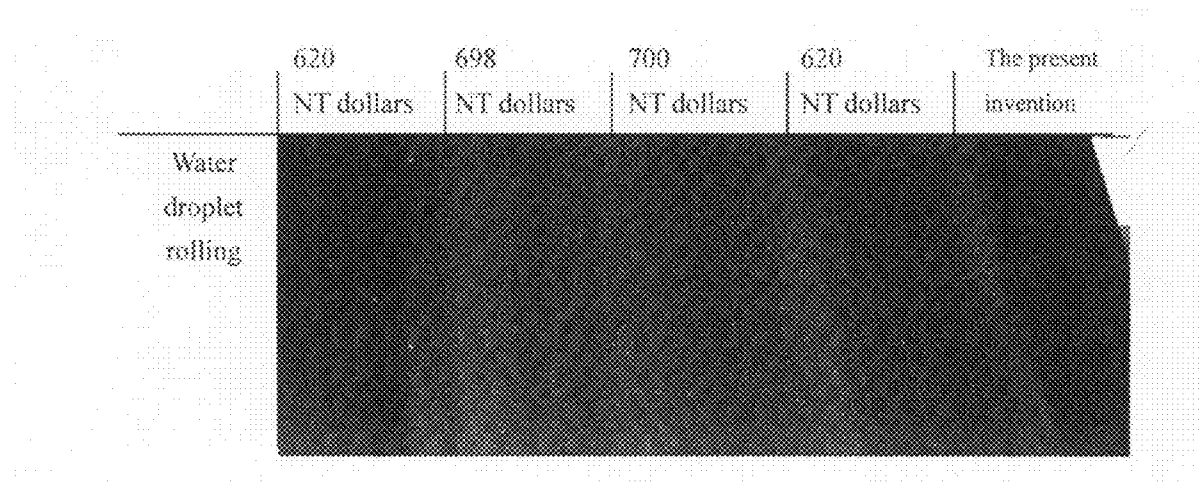 620 698 700 620 The present
NT dollars NT dollars NT dollars NT dollars invention
Water
droplet
rolling